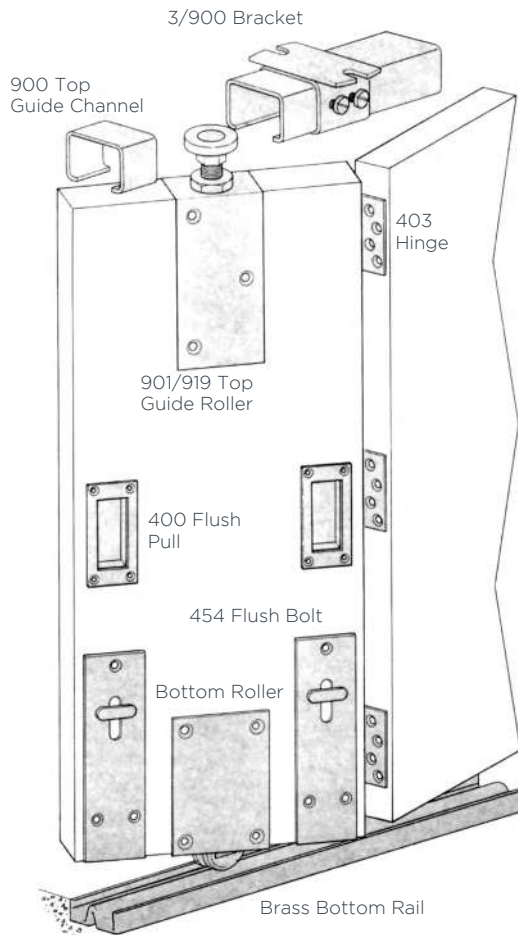 3/900 Bracket
900 Top
Guide Channel
403
Hinge
901/919 Top
Guide Roller
400 Flush
Pull
454 Flush Bolt
Bottom Roller
Brass Bottom Rail